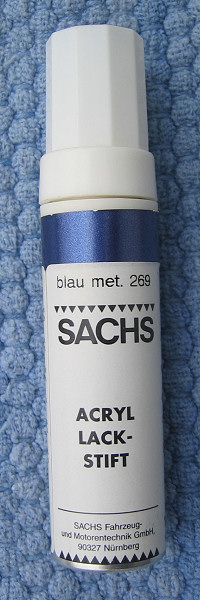 blau met. 269
SACHS
ACRYL
LACK-
STIFT
SACHS Fahrzeug-
und Motorentechnik GmbH,
90327 Nürnberg